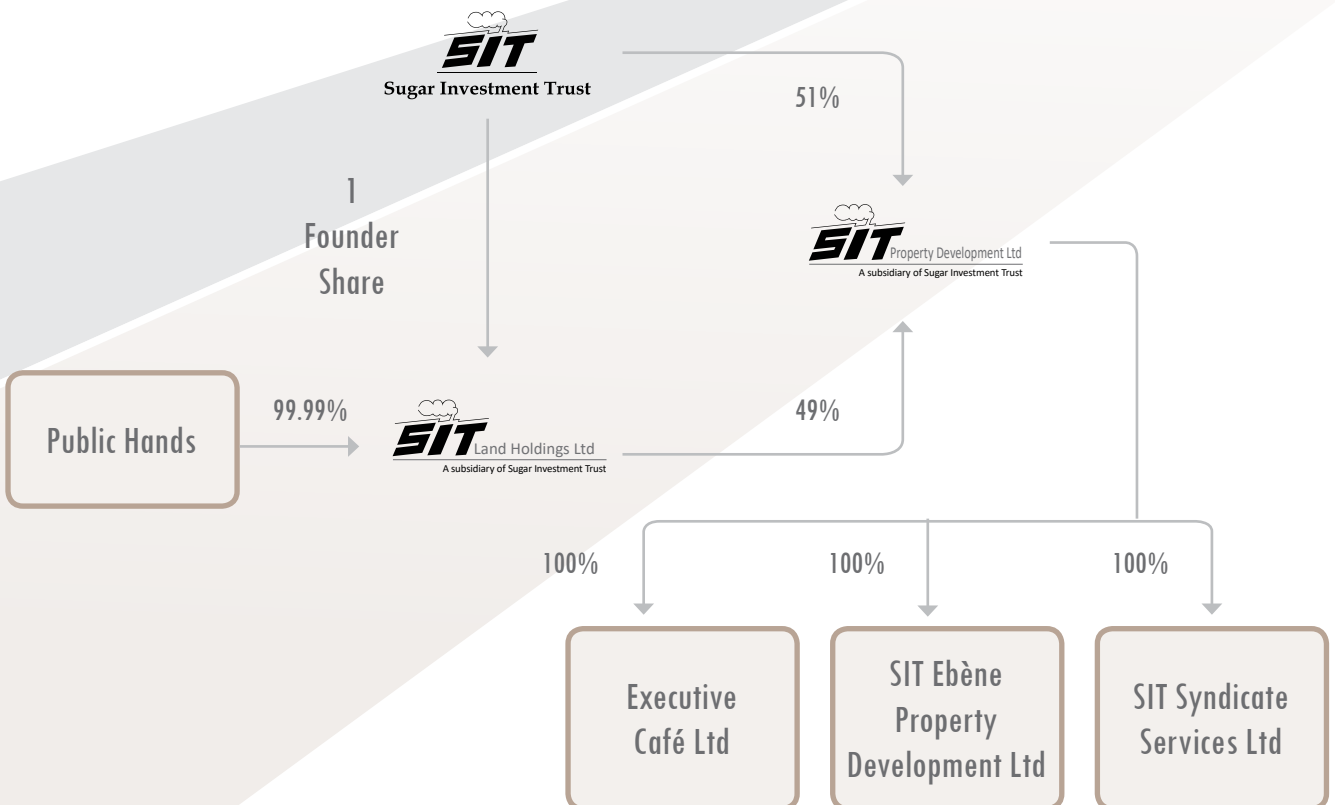 SIT
Sugar Investment Trust
51%
1
Founder
Share
SIT Property Development Ltd
A subsidiary of Sugar Investment Trust
Public Hands
99.99%
SIT Land Holdings Ltd
A subsidiary of Sugar Investment Trust
49%
100%
100%
100%
Executive
Café Ltd
SIT Ebène
Property
Development Ltd
SIT Syndicate
Services Ltd